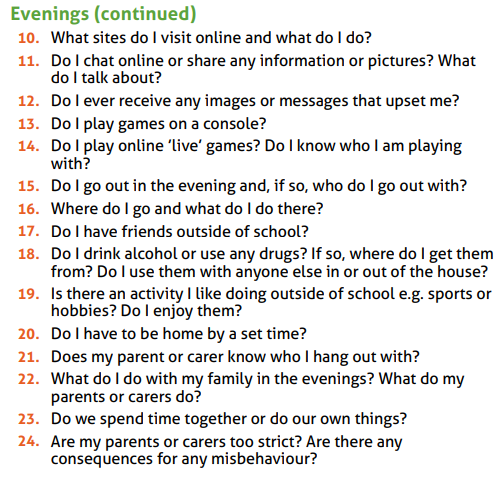 Evenings (continued)
10. What sites do I visit online and what do I do?
11. Do I chat online or share any information or pictures? What
do I talk about?
12. Do I ever receive any images or messages that upset me?
13. Do I play games on a console?
14. Do I play online ‘live’ games? Do I know who I am playing
with?
15. Do I go out in the evening and, if so, who do I go out with?
16. Where do I go and what do I do there?
17. Do I have friends outside of school?
18. Do I drink alcohol or use any drugs? If so, where do I get them
from? Do I use them with anyone else in or out of the house?
19. Is there an activity I like doing outside of school e.g. sports or
hobbies? Do I enjoy them?
20. Do I have to be home by a set time?
21. Does my parent or carer know who I hang out with?
22. What do I do with my family in the evenings? What do my
parents or carers do?
23. Do we spend time together or do our own things?
24. Are my parents or carers too strict? Are there any
consequences for any misbehaviour?